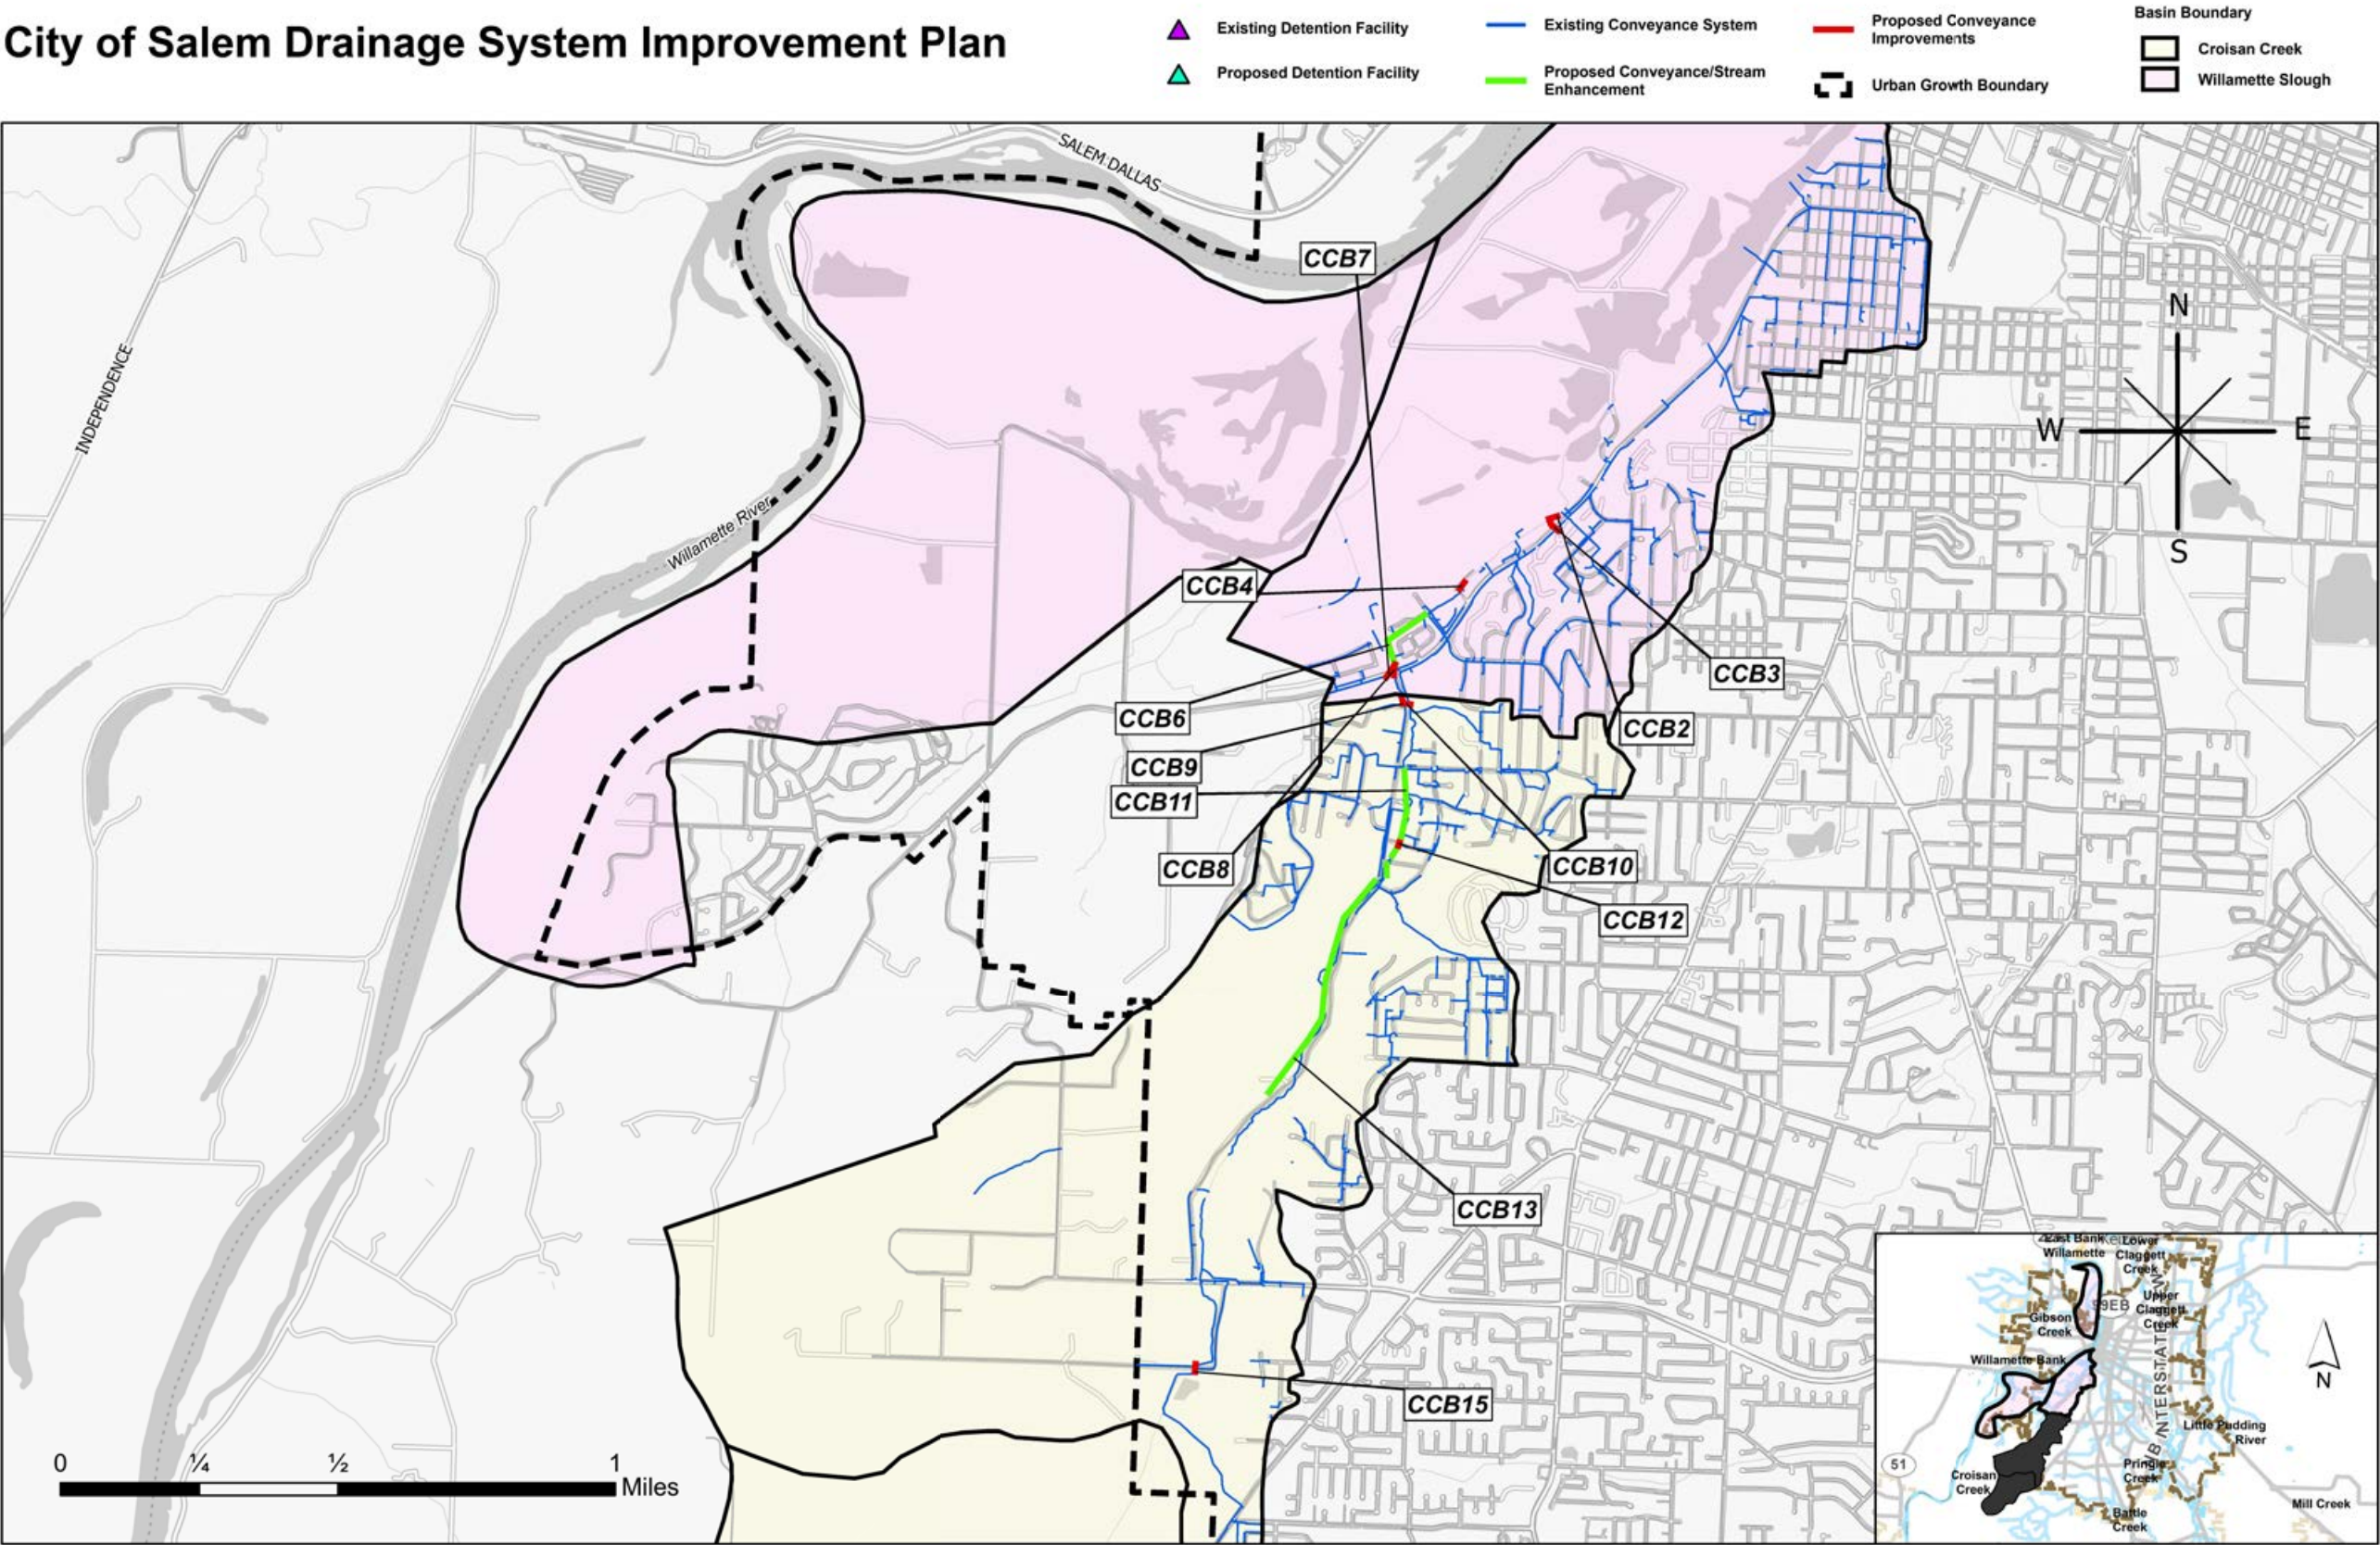 City of Salem Drainage System Improvement Plan
Existing Detention Facility
Proposed Detention Facility
Existing Conveyance System
Proposed Conveyance/Stream
Enhancement
Proposed Conveyance
Improvements
Urban Growth Boundary
Basin Boundary
Croisan Creek
Willamette Slough
SALEM DALLAS
INDEPENDENCE
Willamette River
CCB7
N
W
E
S
CCB4
CCB3
CCB6
CCB2
CCB9
CCB11
CCB8
CCB10
CCB12
CCB13
CCB15
0
¼
½
1
Miles
East Bank
Willamette
Lower
Claggett
Creek
Upper
Claggett
Creek
99EB
Gibson
Creek
Willamette Bank
INTERSTATE
N
Little Pudding
River
51
Croisan
Creek
Pringle
Creek
Mill Creek
Battle
Creek